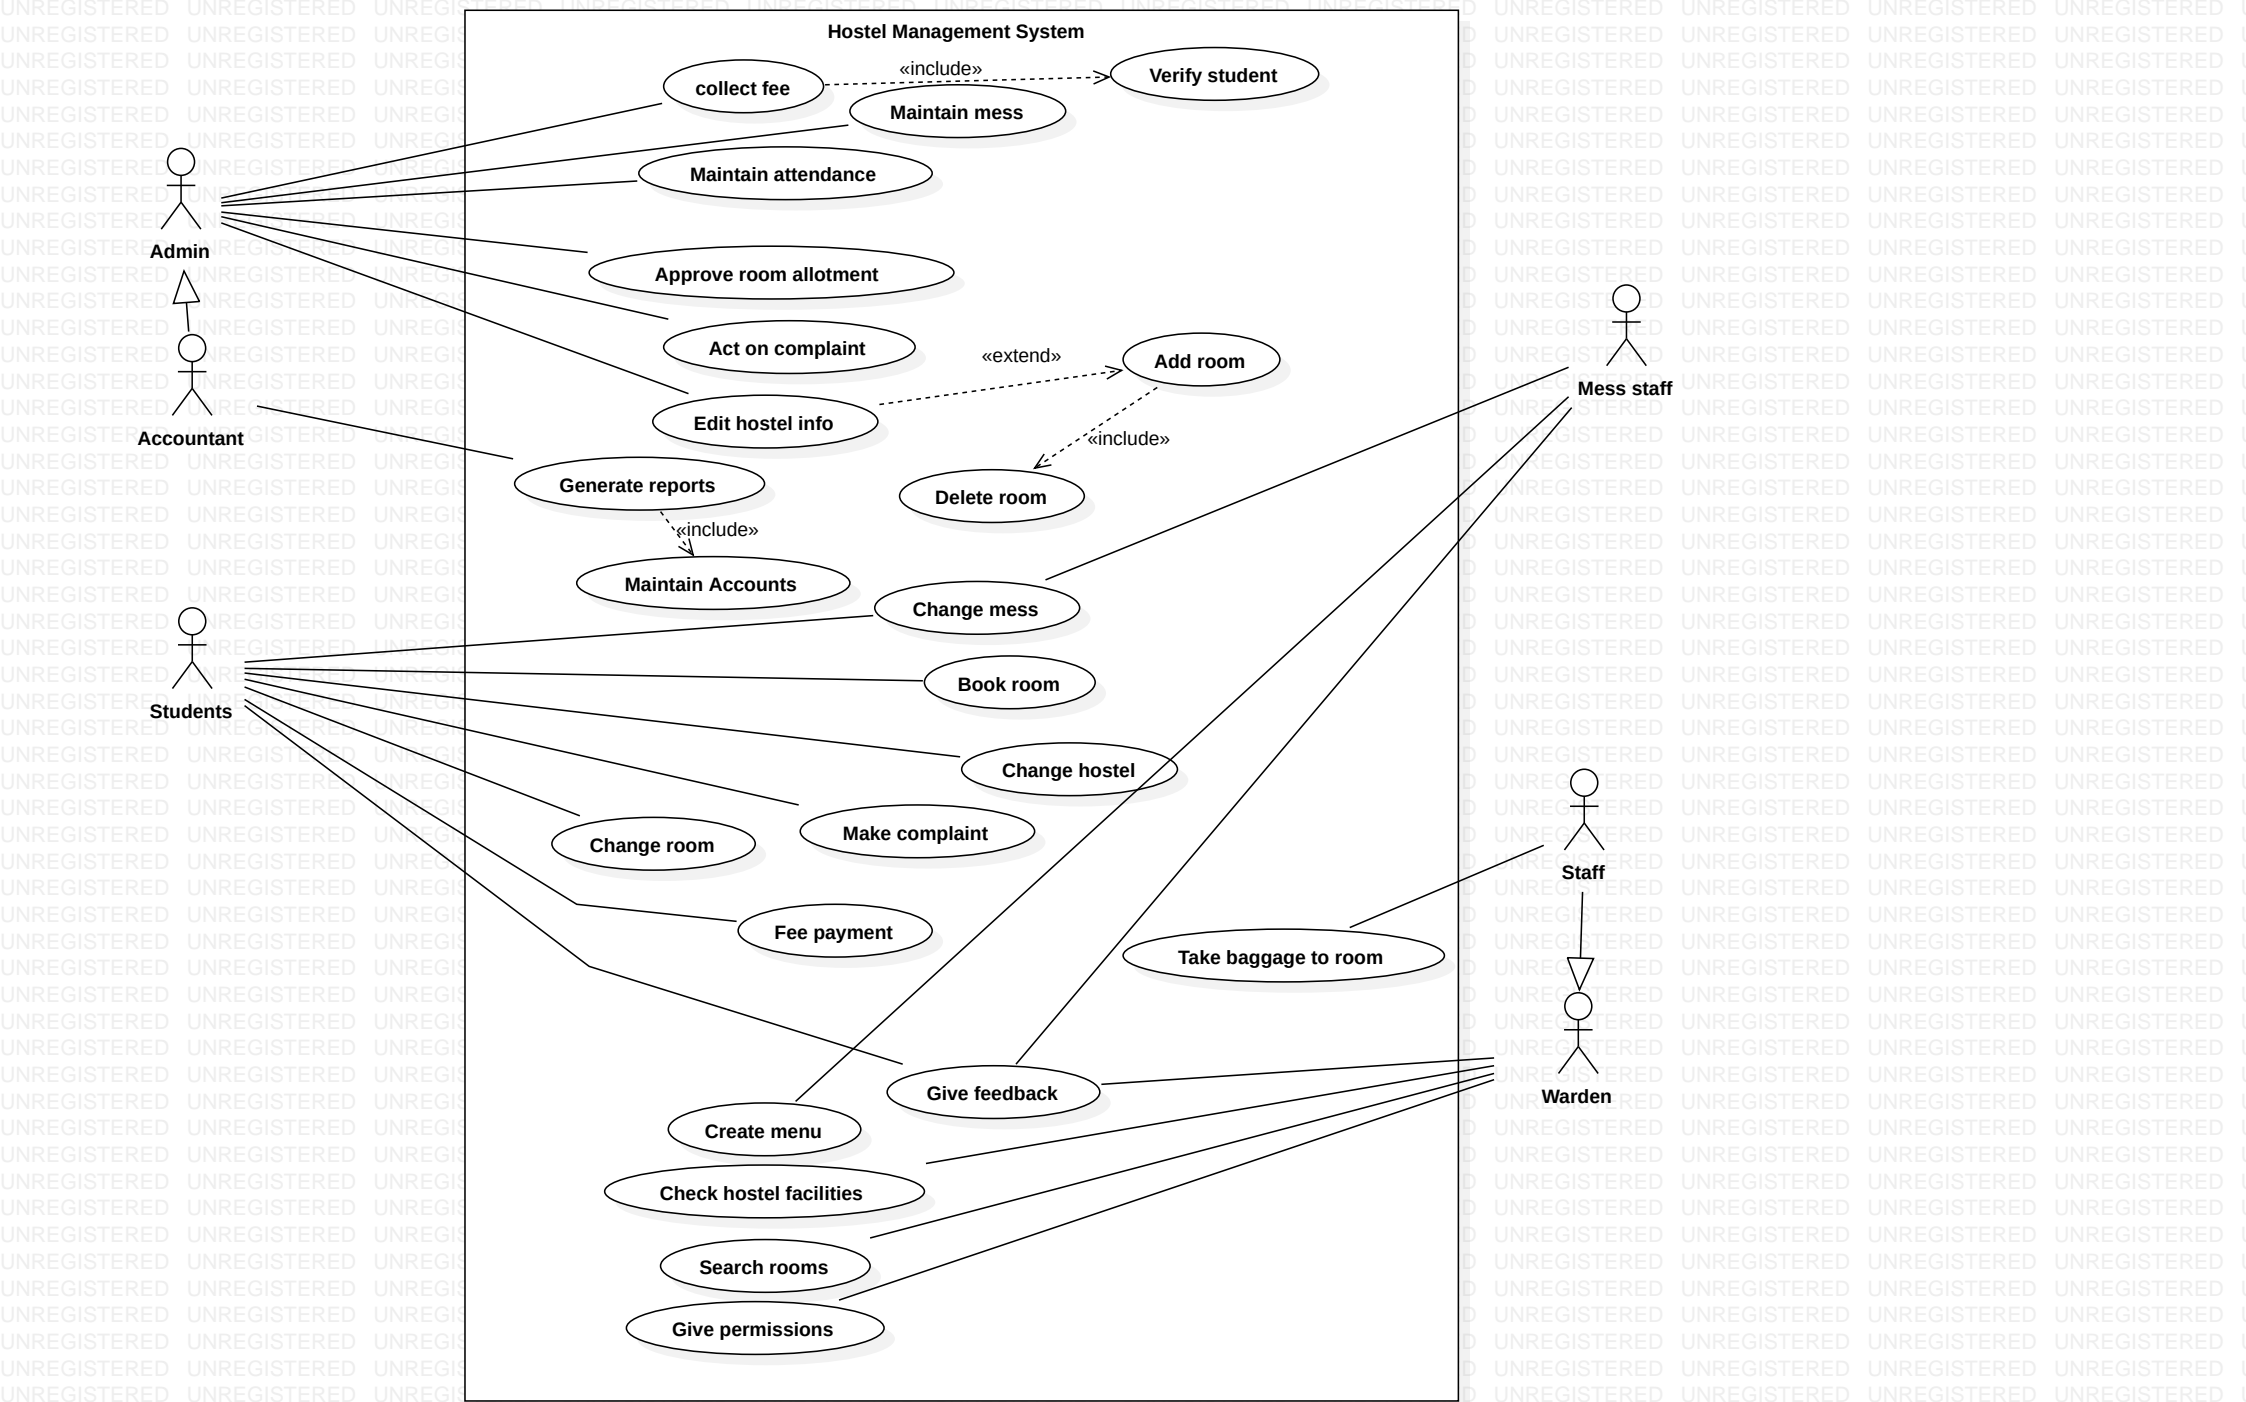 Hostel Management System
collect fee
«include»
Verify student
Maintain mess
Maintain attendance
Admin
Approve room allotment
Act on complaint
«extend»
Add room
Mess staff
Accountant
Edit hostel info
«include»
Generate reports
Delete room
«include»
Maintain Accounts
Change mess
Students
Book room
Change hostel
Make complaint
Change room
Staff
Fee payment
Take baggage to room
Give feedback
Warden
Create menu
Check hostel facilities
Search rooms
Give permissions
UNREGISTERED